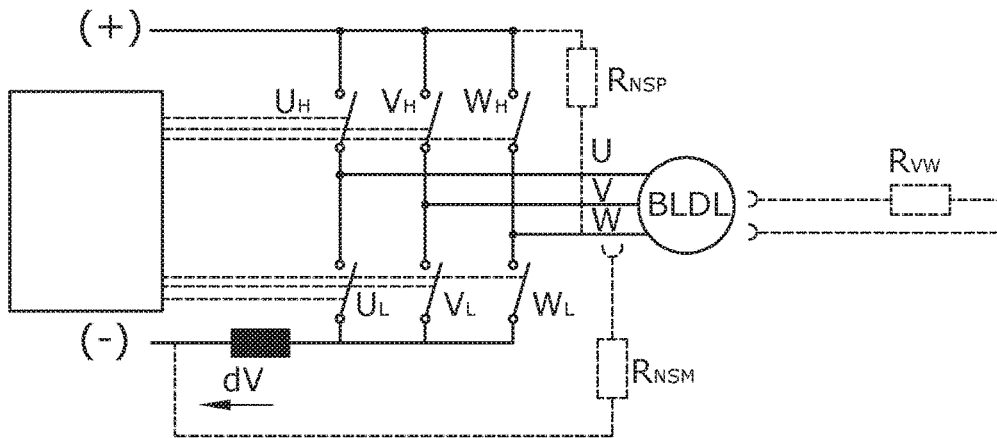 (+)
RNSP
UH
VH
WH
U
V
W
BLDL
RVW
UL
VL
WL
(-)
dV
RNSM